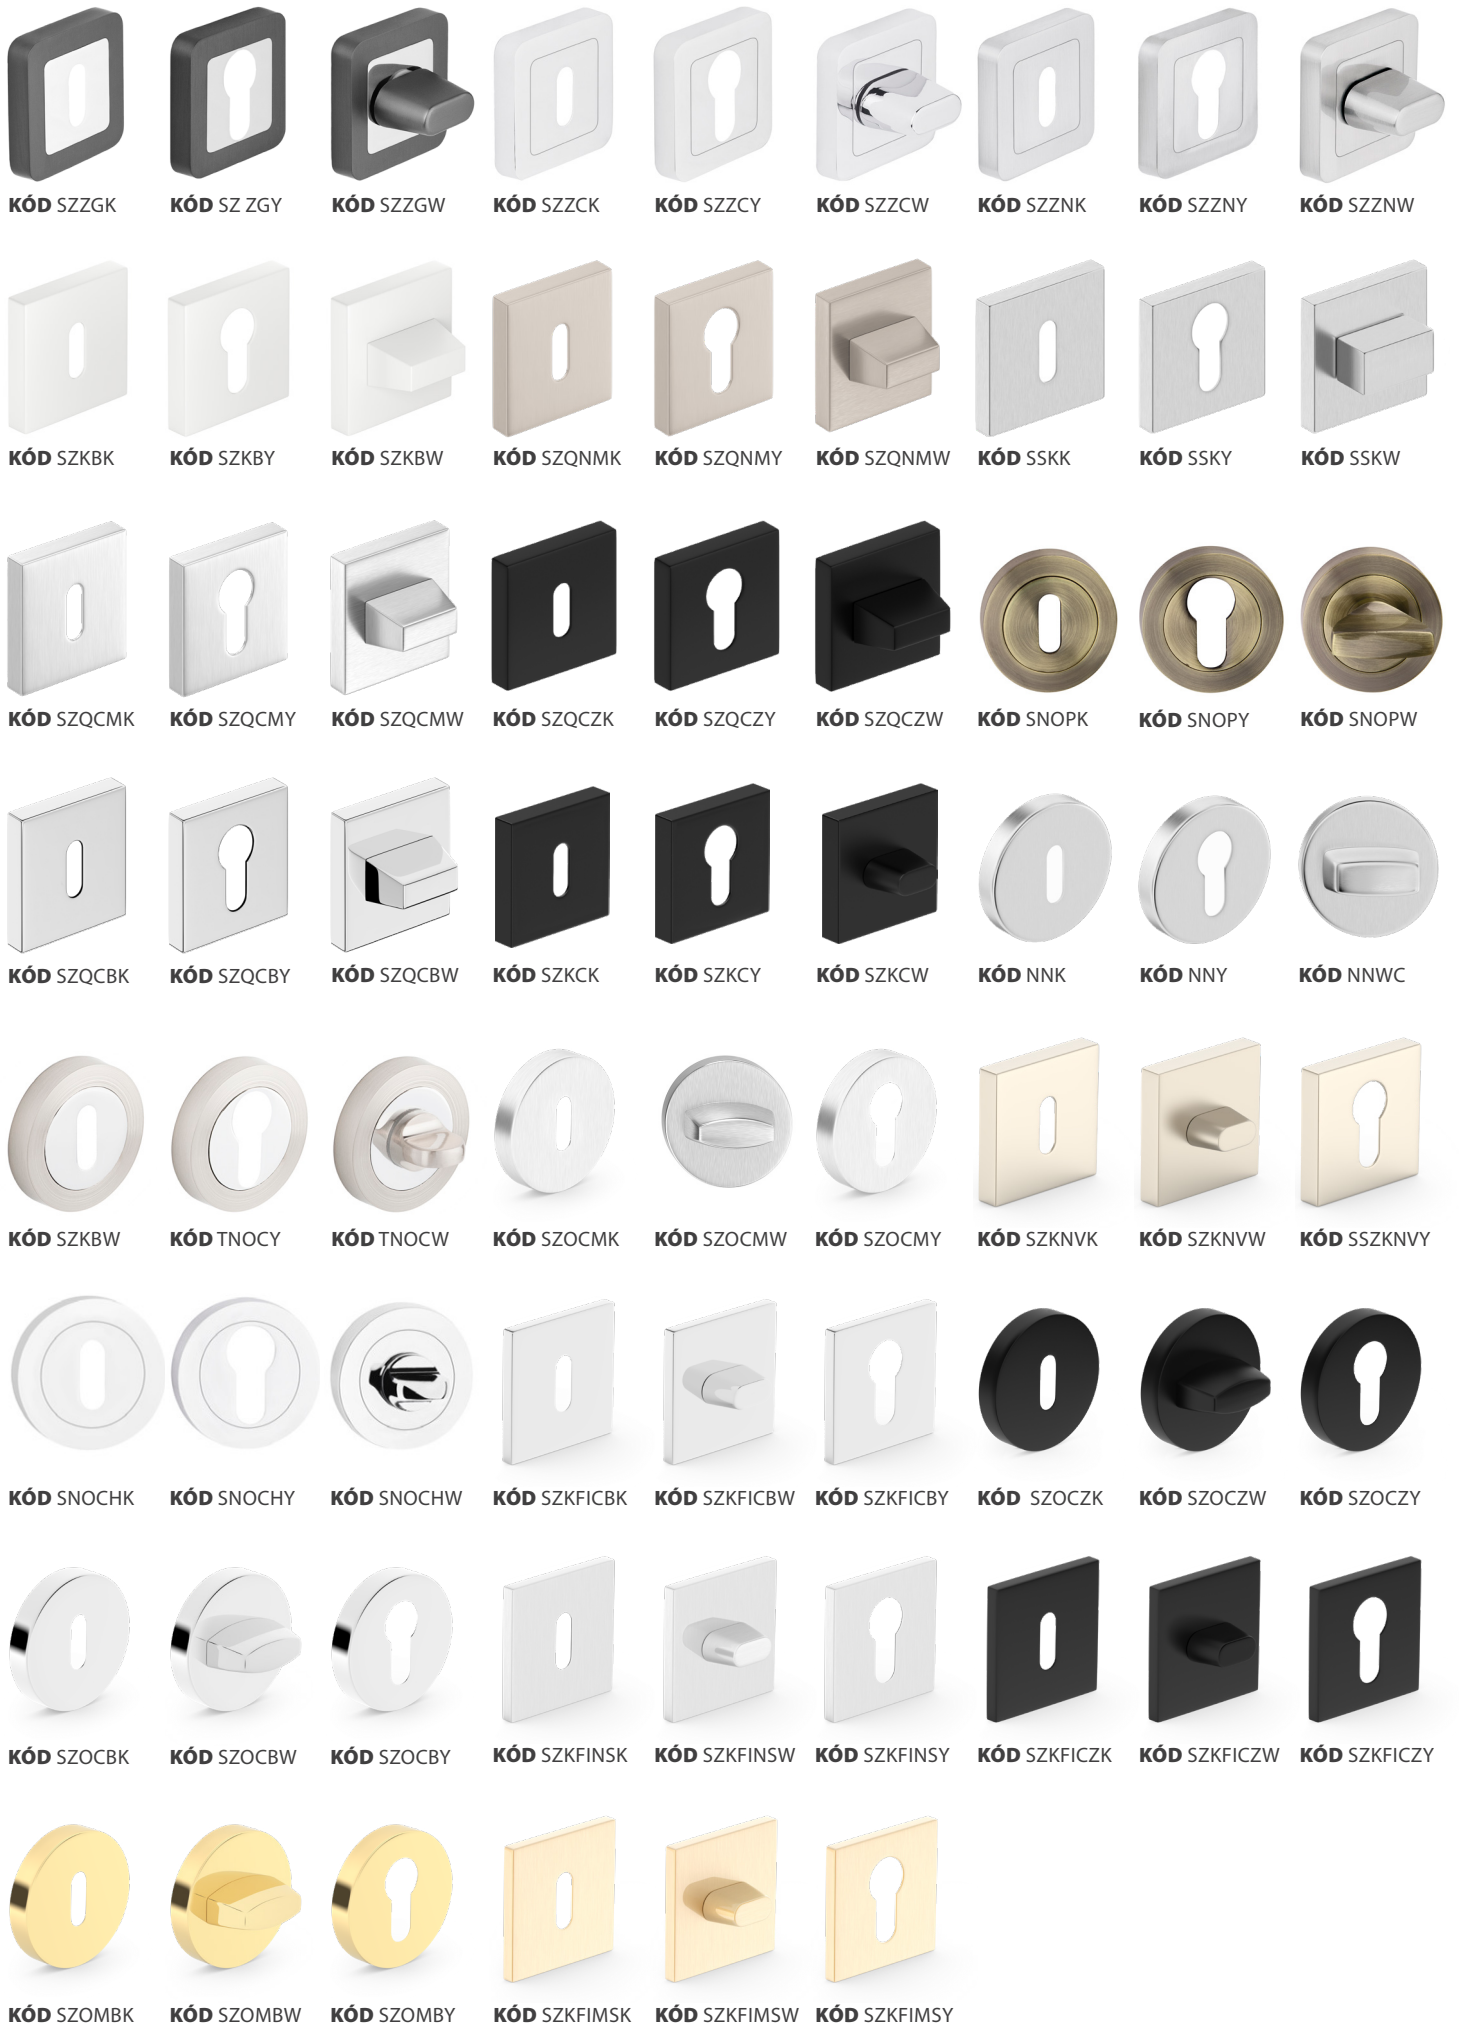 KÓD SZZGK KÓD SZ ZGY KÓD SZZGW KÓD SZZCK KÓD SZZCY KÓD SZZCW KÓD SZZNK KÓD SZZNY KÓD SZZNW
KÓD SZKBK KÓD SZKBY KÓD SZKBW KÓD SZQNMK KÓD SZQNMY KÓD SZQNMW KÓD SSKK KÓD SSKY KÓD SSKW
KÓD SZQCMK KÓD SZQCMY KÓD SZQCMW KÓD SZQCZK KÓD SZQCZY KÓD SZQCZW KÓD SNOPK KÓD SNOPY KÓD SNOPW
KÓD SZQCBK KÓD SZQCBY KÓD SZQCBW KÓD SZKCK KÓD SZKCY KÓD SZKCW KÓD NNK KÓD NNY KÓD NNWC
KÓD SZKBW KÓD TNOCY KÓD TNOCW KÓD SZOCMK KÓD SZOCMW KÓD SZOCMY KÓD SZKNVK KÓD SZKNVW KÓD SSZKNVY
KÓD SNOCHK KÓD SNOCHY KÓD SNOCHW KÓD SZKFICBK KÓD SZKFICBW KÓD SZKFICBY KÓD SZOCZK KÓD SZOCZW KÓD SZOCZY
KÓD SZOCBK KÓD SZOCBW KÓD SZOCBY KÓD SZKFINSK KÓD SZKFINSW KÓD SZKFINSY KÓD SZKFICZK KÓD SZKFICZW KÓD SZKFICZY
KÓD SZOMBK KÓD SZOMBW KÓD SZOMBY KÓD SZKFIMSK KÓD SZKFIMSW KÓD SZKFIMSY